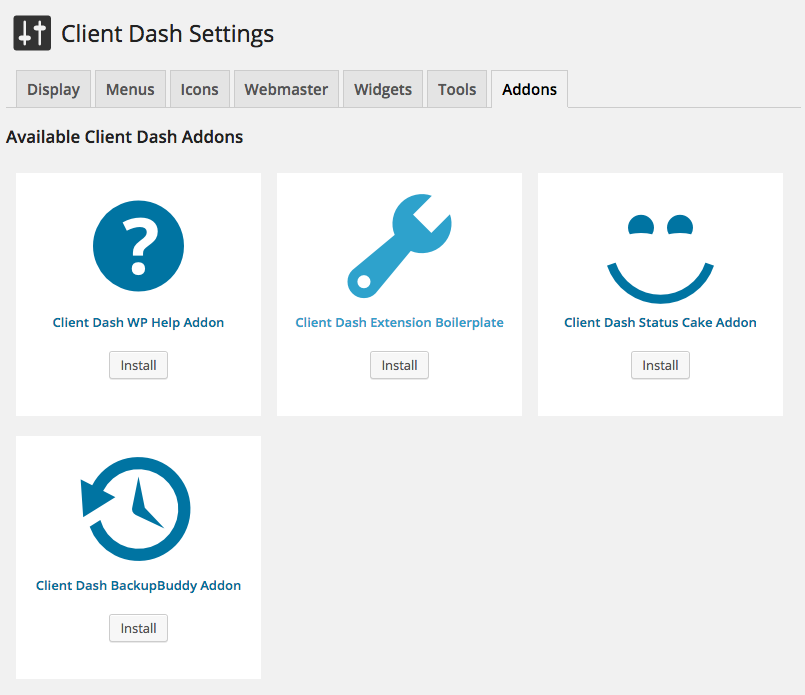 Client Dash Settings
Display Menus Icons Webmaster Widgets Tools Addons
Available Client Dash Addons
?
Client Dash WP Help Addon Client Dash Extension Boilerplate Client Dash Status Cake Addon
Install Install Install
Client Dash BackupBuddy Addon
Install